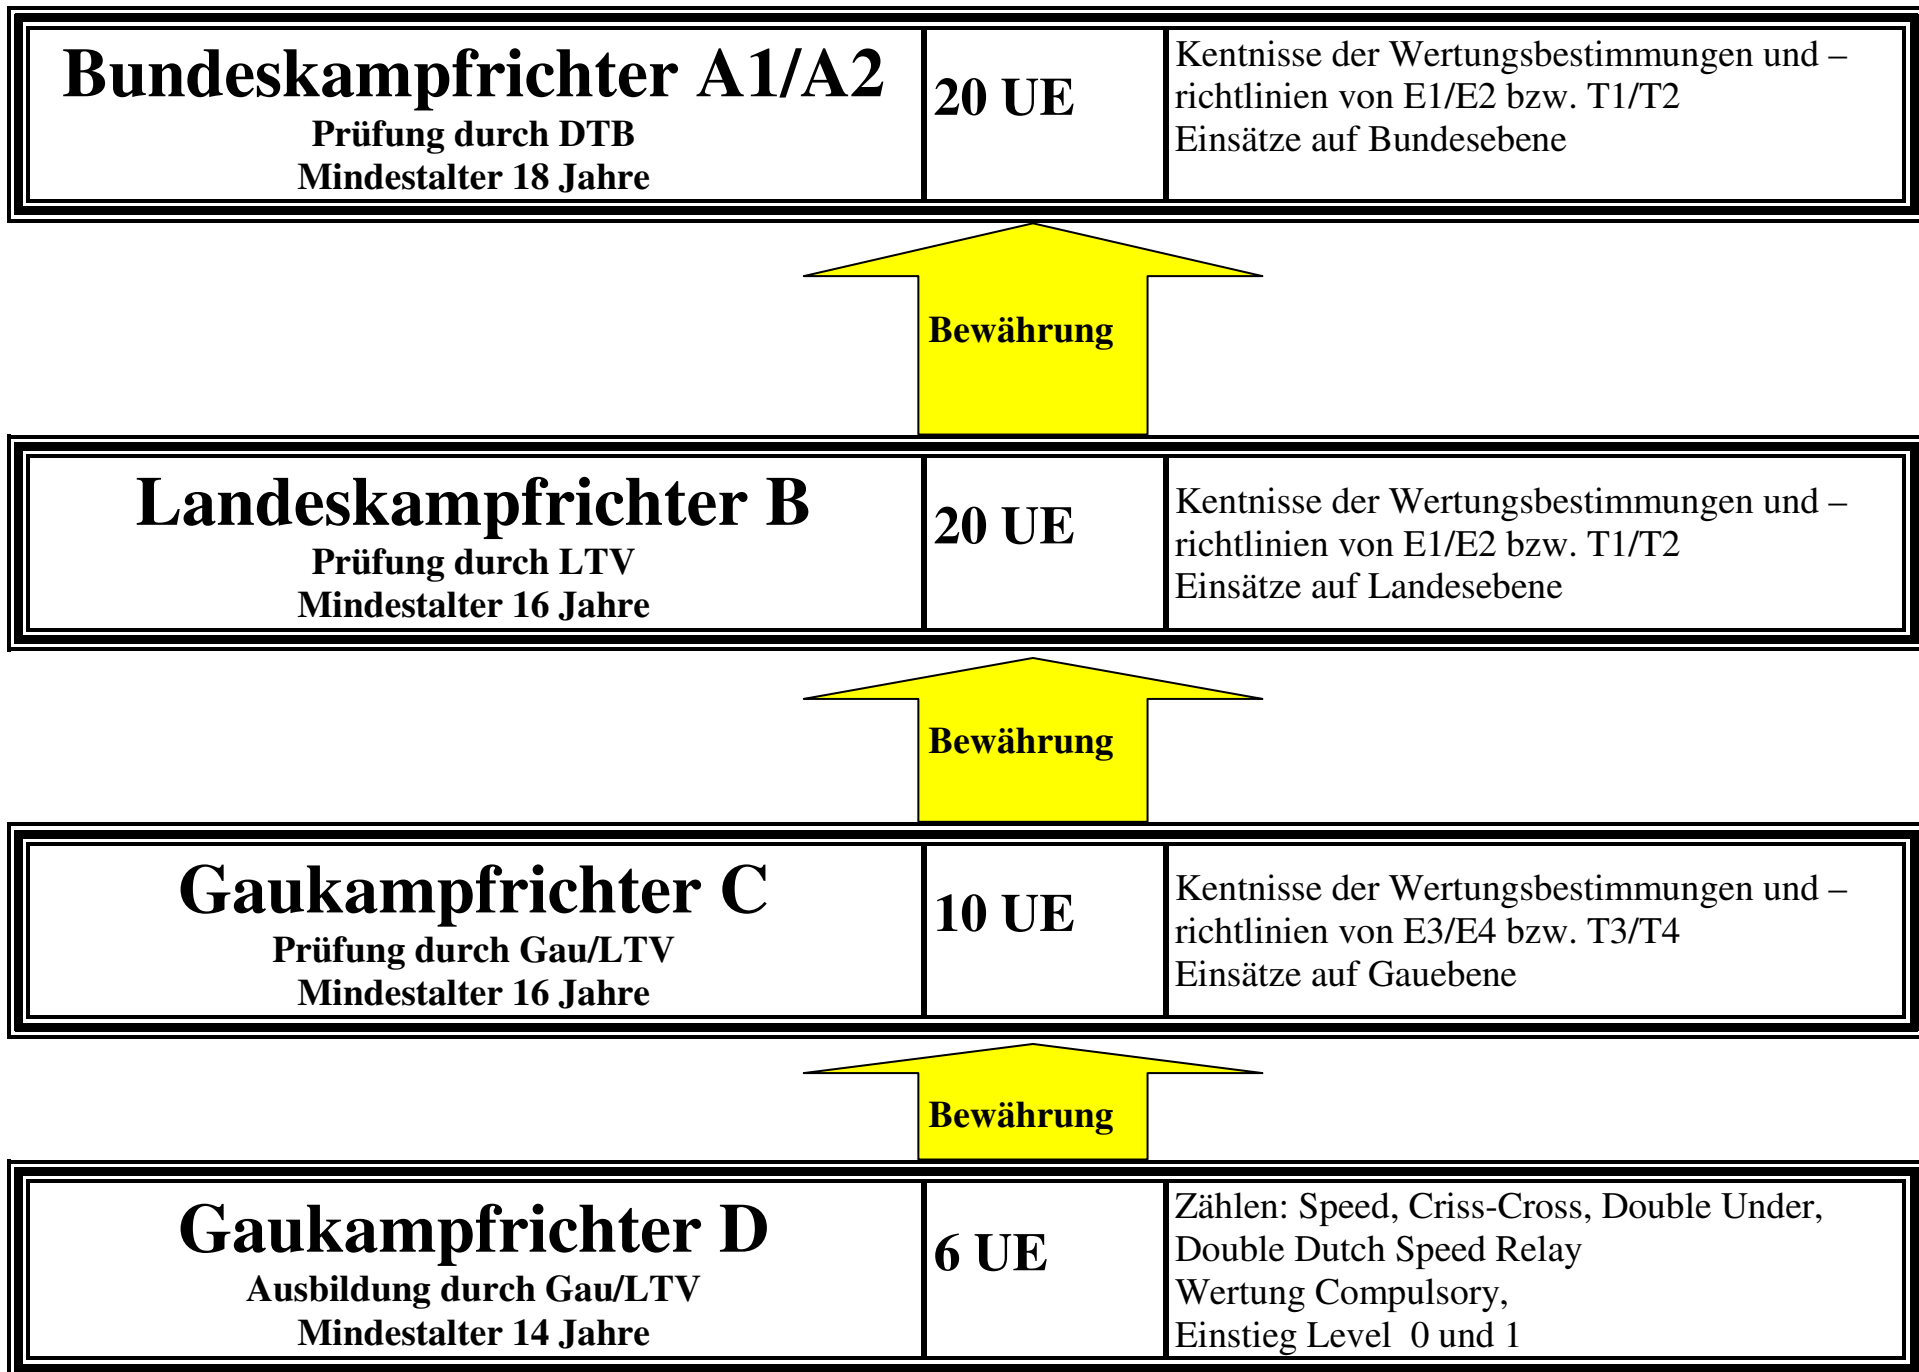 Bundeskampfrichter A1/A2
Prüfung durch DTB
Mindestalter 18 Jahre
20 UE
Kentnisse der Wertungsbestimmungen und –
richtlinien von E1/E2 bzw. T1/T2
Einsätze auf Bundesebene
Bewährung
Landeskampfrichter B
Prüfung durch LTV
Mindestalter 16 Jahre
20 UE
Kentnisse der Wertungsbestimmungen und –
richtlinien von E1/E2 bzw. T1/T2
Einsätze auf Landesebene
Bewährung
Gaukampfrichter C
Prüfung durch Gau/LTV
Mindestalter 16 Jahre
10 UE
Kentnisse der Wertungsbestimmungen und –
richtlinien von E3/E4 bzw. T3/T4
Einsätze auf Gauebene
Bewährung
Gaukampfrichter D
Ausbildung durch Gau/LTV
Mindestalter 14 Jahre
6 UE
Zählen: Speed, Criss-Cross, Double Under,
Double Dutch Speed Relay
Wertung Compulsory,
Einstieg Level  0 und 1